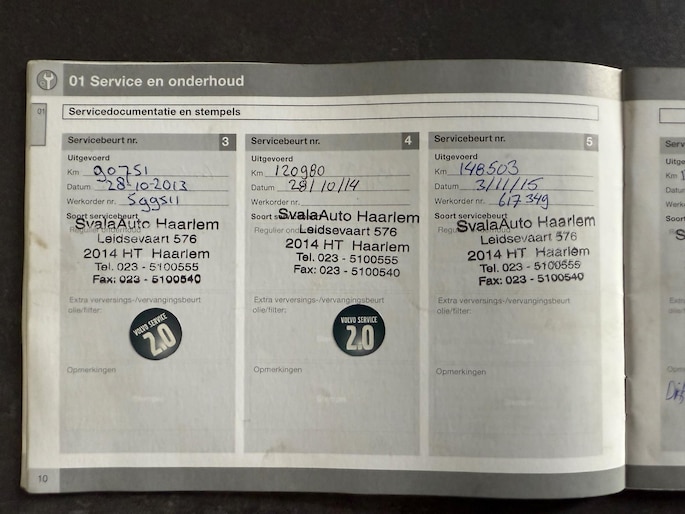 01 Service en onderhoud
01
Servicedocumentatie en stempels
Servicebeurt nr. 3
Uitgevoerd
Km 90751
Datum 28-10-2013
Werkorder nr. 599511
Soort servicebeurt
Regulier onderhoud
SvalaAuto Haarlem
Leidsevaart 576
2014 HT Haarlem
Tel. 023 - 5100555
Fax: 023 - 5100540
Extra verversings-/vervangingsbeurt
olie/filter:
VOLVO SERVICE
2.0
Opmerkingen
Servicebeurt nr. 4
Uitgevoerd
Km 120980
Datum 28/10/14
Werkorder nr.
Soort servicebeurt
Regulier
SvalaAuto Haarlem
Leidsevaart 576
2014 HT Haarlem
Tel. 023 - 5100555
Fax: 023 - 5100540
Extra verversings-/vervangingsbeurt
olie/filter:
VOLVO SERVICE
2.0
Opmerkingen
Servicebeurt nr. 5
Uitgevoerd
Km 148503
Datum 3/11/15
Werkorder nr. 617349
Soort
SvalaAuto Haarlem
Leidsevaart 576
2014 HT Haarlem
Tel. 023 - 5100555
Fax: 023 - 5100540
Extra verversings-/vervangingsbeurt
olie/filter:
Opmerkingen
10